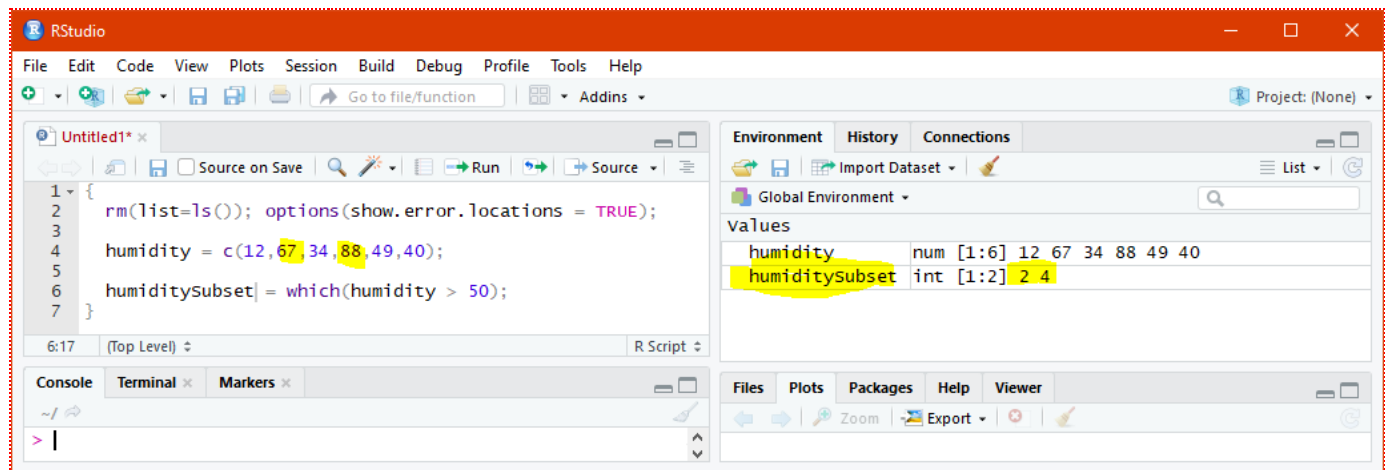 RStudio
File Edit Code View Plots Session Build Debug Profile Tools Help
Go to file/function Addins Project: (None)
Untitled1*
Source on Save Run Source
1 {
2 rm(list=ls()); options(show.error.locations = TRUE);
3
4 humidity = c(12,67,34,88,49,40);
5
6 humiditySubset = which(humidity > 50);
7 }
6:17 (Top Level) R Script
Console Terminal Markers
~/
>
Environment History Connections
Import Dataset List
Global Environment
Values
humidity num [1:6] 12 67 34 88 49 40
humiditySubset int [1:2] 2 4
Files Plots Packages Help Viewer
Zoom Export